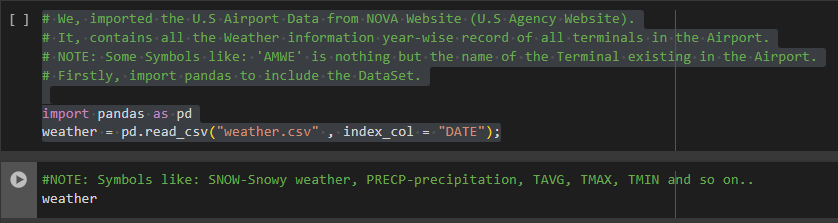 [ ] # We, imported the U.S Airport Data from NOVA Website (U.S Agency Website).
# It, contains all the Weather information year-wise record of all terminals in the Airport.
# NOTE: Some Symbols like: 'AMWE' is nothing but the name of the Terminal existing in the Airport.
# Firstly, import pandas to include the DataSet.
import pandas as pd
weather = pd.read_csv("weather.csv" , index_col = "DATE");
#NOTE: Symbols like: SNOW-Snowy weather, PRECP-precipitation, TAVG, TMAX, TMIN and so on..
weather